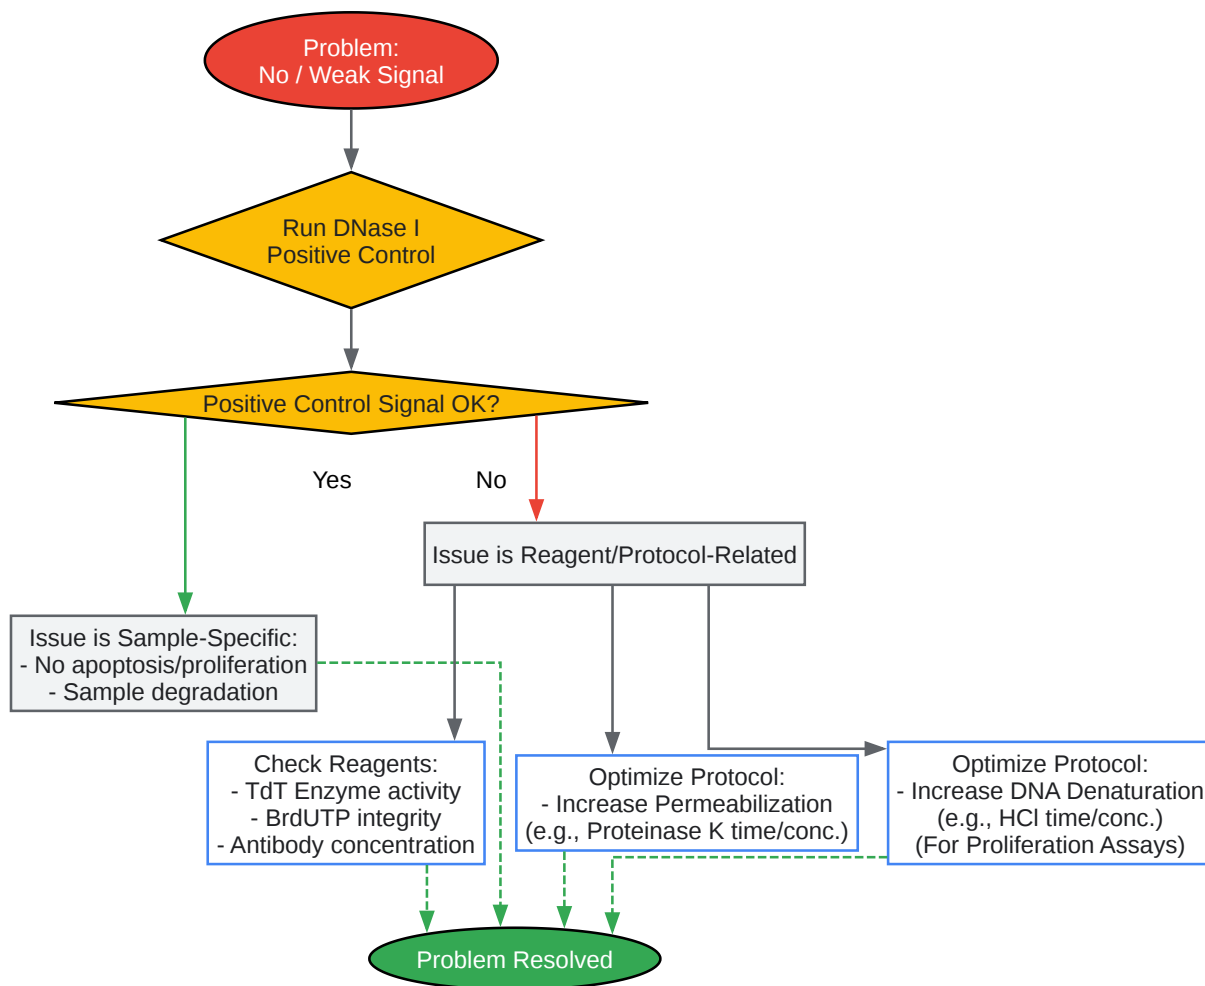 Problem:
No / Weak Signal
Run DNase I
Positive Control
Positive Control Signal OK?
Yes
No
Issue is Reagent/Protocol-Related
Issue is Sample-Specific:
- No apoptosis/proliferation
- Sample degradation
Check Reagents:
- TdT Enzyme activity
- BrdUTP integrity
- Antibody concentration
Optimize Protocol:
- Increase Permeabilization
(e.g., Proteinase K time/conc.)
Optimize Protocol:
- Increase DNA Denaturation
(e.g., HCl time/conc.)
(For Proliferation Assays)
Problem Resolved